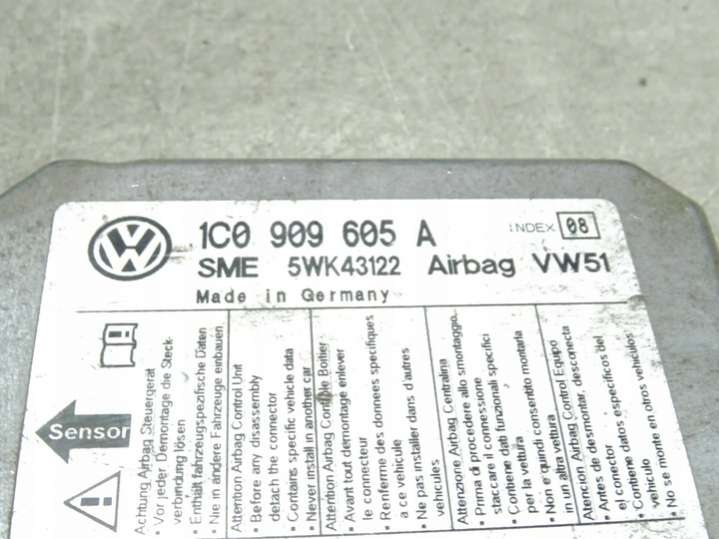 VW
1C0 909 605 A
INDEX 08
SME 5WK43122 Airbag VW51
Made in Germany
Sensor
Achtung Airbag Steuergerät
• Vor jeder Demontage die Steck-
verbindung lösen
• Enthält fahrzeugspezifische Daten
• Nie in andere Fahrzeuge einbauen
Attention Airbag Control Unit
• Before any disassembly
detach the connector
• Contains specific vehicle data
• Never install in another car
Attention Airbag Controle Boitier
• Avant tout démontage enlever
le connecteur
• Renferme des donnees specifiques
a ce vehicule
• Ne pas installer dans d'autres
vehicules
Attenzione Airbag Centralina
• Prima di procedere allo smontaggio
staccare il connessione
• Contiene dati funzionali specifici
per la vettura
• Non e quindi consentito montarla
in un altra vettura
Atencion Airbag Control Equipo
• Antes de desmontar, desconecta
el conector
• Contiene datos especificos del
vehiculo
• No se monte en otros vehiculos